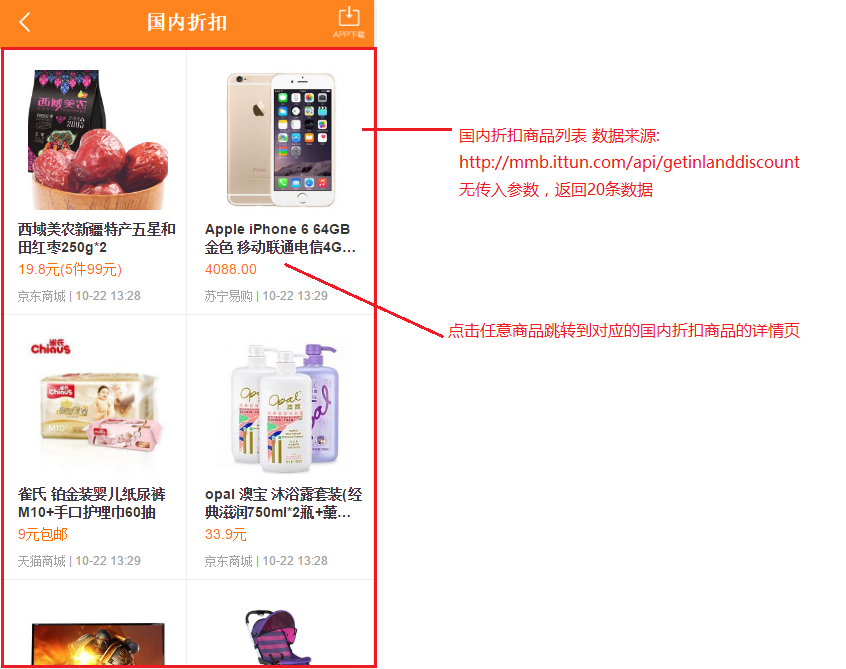 国内折扣
APP下载
西域美农新疆特产五星和
田红枣250g*2
19.8元(5件99元)
京东商城 | 10-22 13:28
Apple iPhone 6 64GB
金色 移动联通电信4G…
4088.00
苏宁易购 | 10-22 13:29
国内折扣商品列表 数据来源:
http://mmb.ittun.com/api/getinlanddiscount
无传入参数，返回20条数据
点击任意商品跳转到对应的国内折扣商品的详情页
雀氏
Chiaus
Chiaus
M10+
雀氏 铂金装婴儿纸尿裤
M10+手口护理巾60抽
9元包邮
天猫商城 | 10-22 13:29
Opal
澳宝
opal 澳宝 沐浴露套装(经
典滋润750ml*2瓶+薰…
33.9元
京东商城 | 10-22 13:28